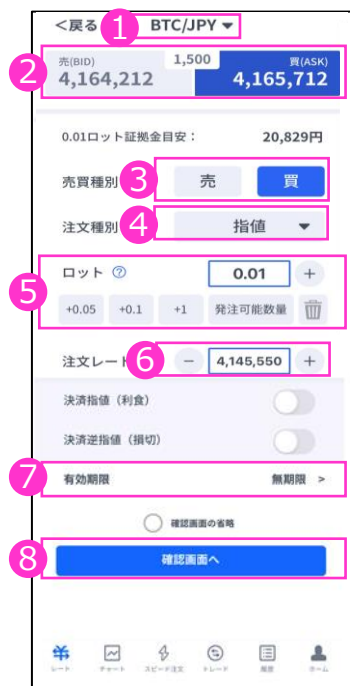 <戻る ① BTC/JPY ▼
②
売(BID) 1,500 買(ASK)
4,164,212 4,165,712
0.01ロット証拠金目安： 20,829円
売買種別 ③ 売 買
注文種別 ④ 指値 ▼
⑤
ロット ? 0.01 +
+0.05 +0.1 +1 発注可能数量
注文レート ⑥ − 4,145,550 +
決済指値（利食）
決済逆指値（損切）
⑦ 有効期限 無期限 >
確認画面の省略
⑧ 確認画面へ
レート チャート スピード注文 トレード 履歴 ホーム